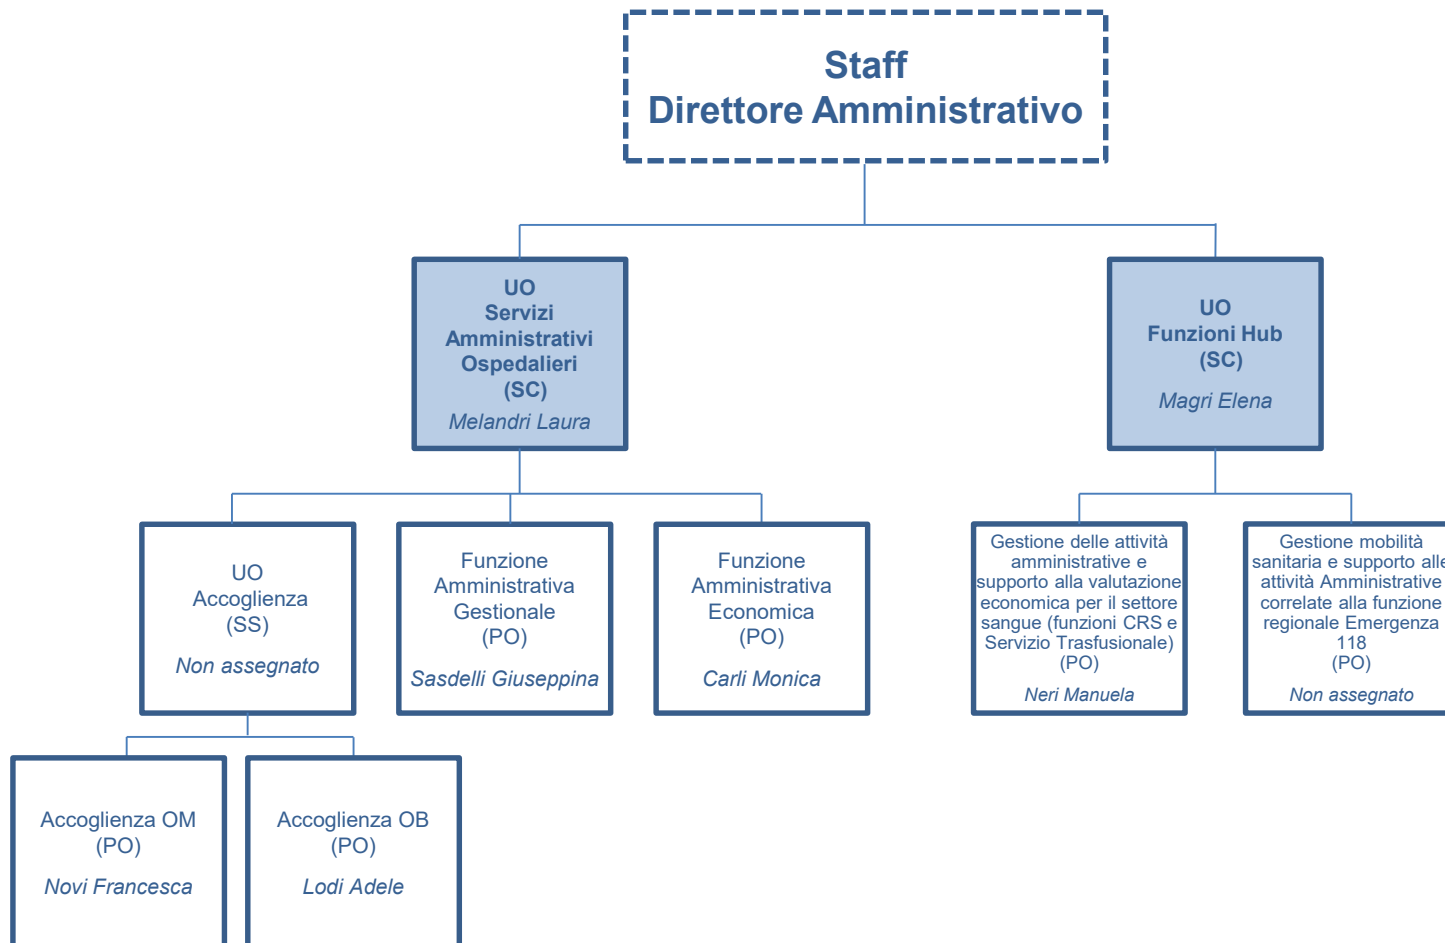 Staff
Direttore Amministrativo
UO
Servizi
Amministrativi
Ospedalieri
(SC)
Melandri Laura
UO
Funzioni Hub
(SC)
Magri Elena
UO
Accoglienza
(SS)
Non assegnato
Funzione
Amministrativa
Gestionale
(PO)
Sasdelli Giuseppina
Funzione
Amministrativa
Economica
(PO)
Carli Monica
Gestione delle attività
amministrative e
supporto alla valutazione
economica per il settore
sangue (funzioni CRS e
Servizio Trasfusionale)
(PO)
Neri Manuela
Gestione mobilità
sanitaria e supporto alle
attività Amministrative
correlate alla funzione
regionale Emergenza
118
(PO)
Non assegnato
Accoglienza OM
(PO)
Novi Francesca
Accoglienza OB
(PO)
Lodi Adele